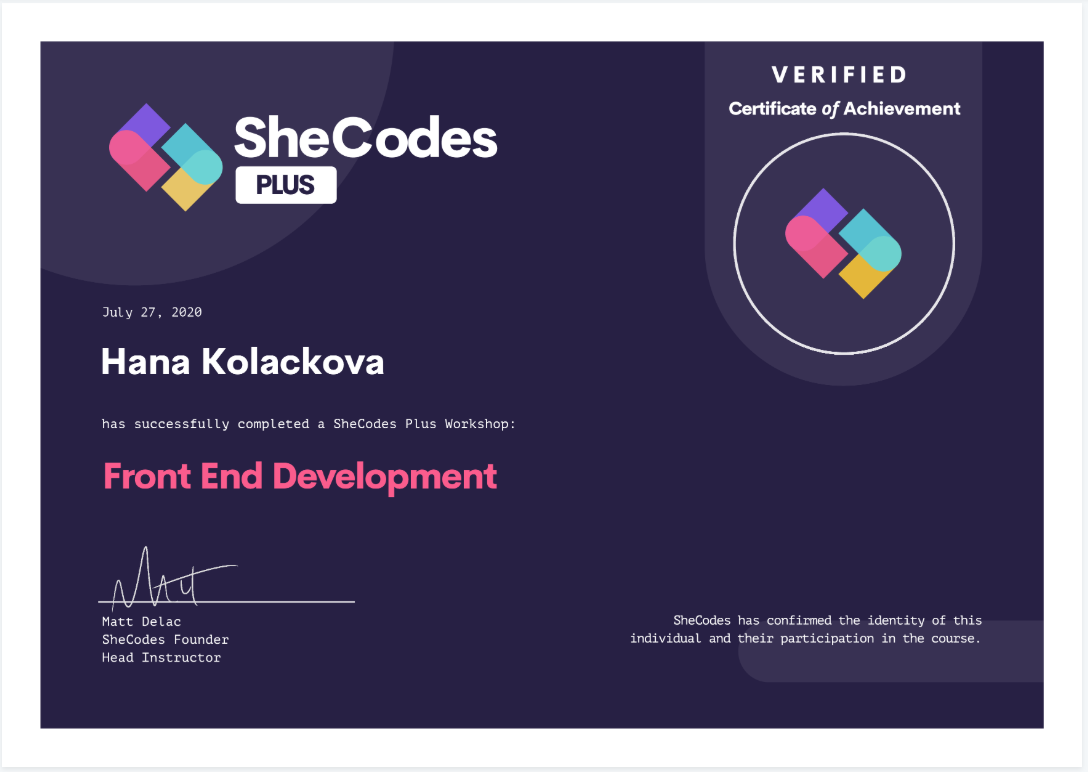 SheCodes
PLUS
VERIFIED
Certificate of Achievement
July 27, 2020
Hana Kolackova
has successfully completed a SheCodes Plus Workshop:
Front End Development
Matt
Matt Delac
SheCodes Founder
Head Instructor
SheCodes has confirmed the identity of this
individual and their participation in the course.